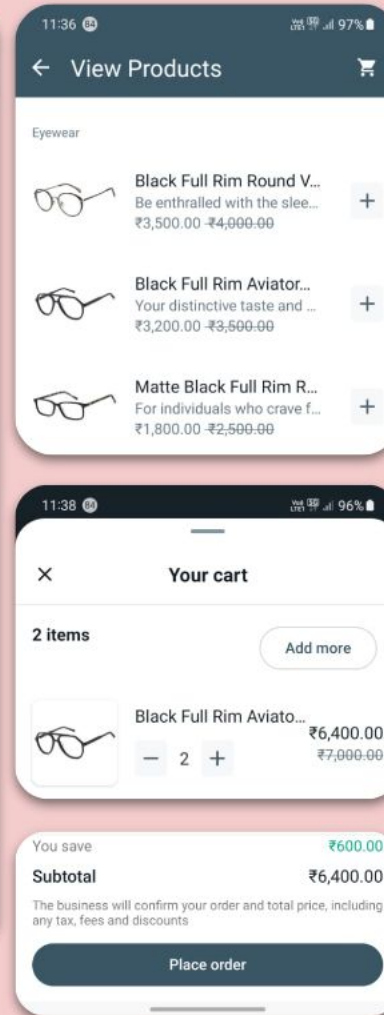 11:36 84 97%
View Products
Eyewear
Black Full Rim Round V...
Be enthralled with the slee...
₹3,500.00 ₹4,000.00
Black Full Rim Aviator...
Your distinctive taste and ...
₹3,200.00 ₹3,500.00
Matte Black Full Rim R...
For individuals who crave f...
₹1,800.00 ₹2,500.00
11:38 84 96%
Your cart
2 items
Add more
Black Full Rim Aviato...
₹6,400.00
2
₹7,000.00
You save ₹600.00
Subtotal ₹6,400.00
The business will confirm your order and total price, including
any tax, fees and discounts
Place order